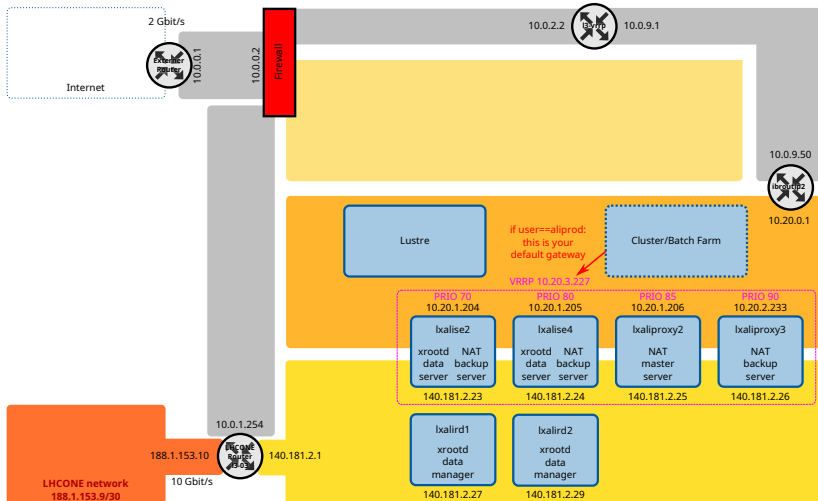 2 Gbit/s
Externer
Router
10.0.0.1
Internet
10.0.0.2
Firewall
10.0.2.2
l3-vrrp
10.0.9.1
10.0.9.50
ibroutip2
10.20.0.1
Lustre
if user==aliprod:
this is your
default gateway
Cluster/Batch Farm
VRRP 10.20.3.227
PRIO 70
10.20.1.204
lxalise2
xrootd
data
server
NAT
backup
server
140.181.2.23
PRIO 80
10.20.1.205
lxalise4
xrootd
data
server
NAT
backup
server
140.181.2.24
PRIO 85
10.20.1.206
lxaliproxy2
NAT
master
server
140.181.2.25
PRIO 90
10.20.2.233
lxaliproxy3
NAT
backup
server
140.181.2.26
lxalird1
xrootd
data
manager
140.181.2.27
lxalird2
xrootd
data
manager
140.181.2.29
10.0.1.254
188.1.153.10
LHCONE
Router
140.181.2.1
10 Gbit/s
LHCONE network
188.1.153.9/30